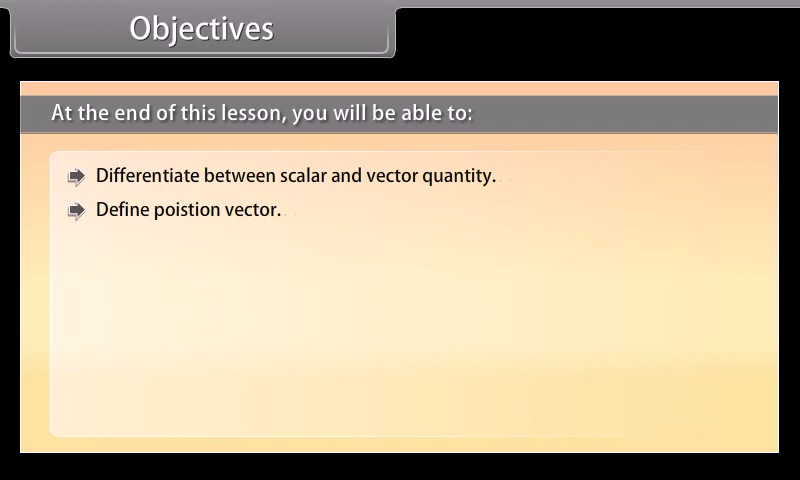 Objectives
At the end of this lesson, you will be able to:
Differentiate between scalar and vector quantity.
Define poistion vector.